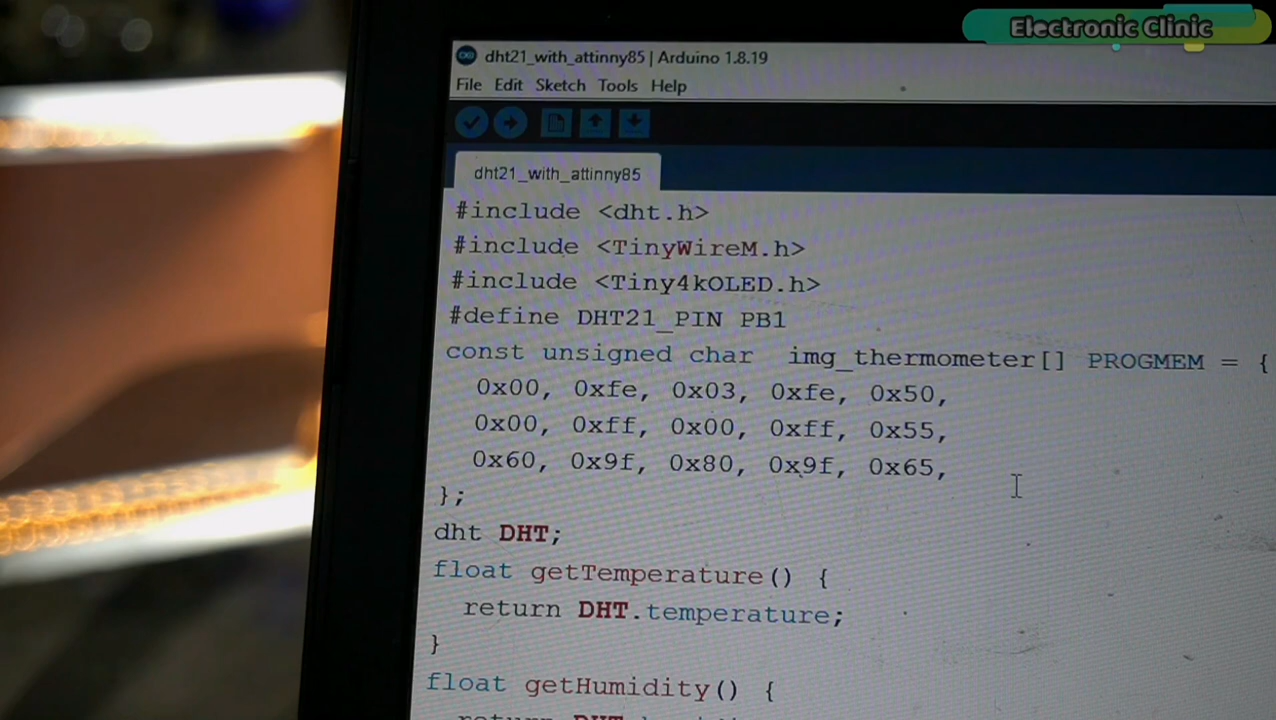 Electronic Clinic
dht21_with_attinny85 | Arduino 1.8.19
File Edit Sketch Tools Help
dht21_with_attinny85
#include <dht.h>
#include <TinyWireM.h>
#include <Tiny4kOLED.h>
#define DHT21_PIN PB1
const unsigned char  img_thermometer[] PROGMEM = {
0x00, 0xfe, 0x03, 0xfe, 0x50,
0x00, 0xff, 0x00, 0xff, 0x55,
0x60, 0x9f, 0x80, 0x9f, 0x65,
};
dht DHT;
float getTemperature() {
return DHT.temperature;
}
float getHumidity() {
return